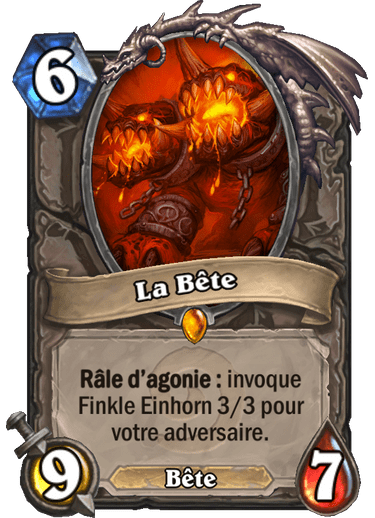 6
La Bête
Râle d’agonie : invoque
Finkle Einhorn 3/3 pour
votre adversaire.
Bête
9
7